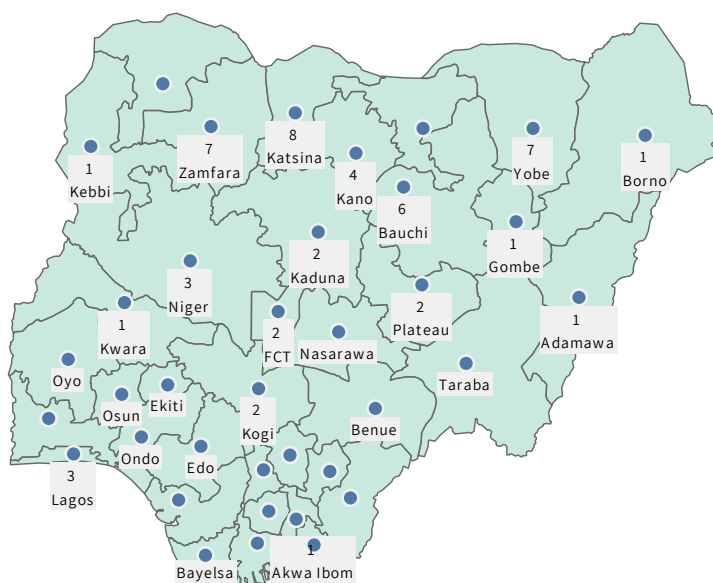 7
Zamfara
8
Katsina
1
Kebbi
4
Kano
7
Yobe
1
Borno
6
Bauchi
2
Kaduna
1
Gombe
3
Niger
2
Plateau
1
Adamawa
1
Kwara
2
FCT
Nasarawa
Oyo
Taraba
Osun
Ekiti
2
Kogi
Benue
Ondo
Edo
3
Lagos
Bayelsa
1
Akwa Ibom